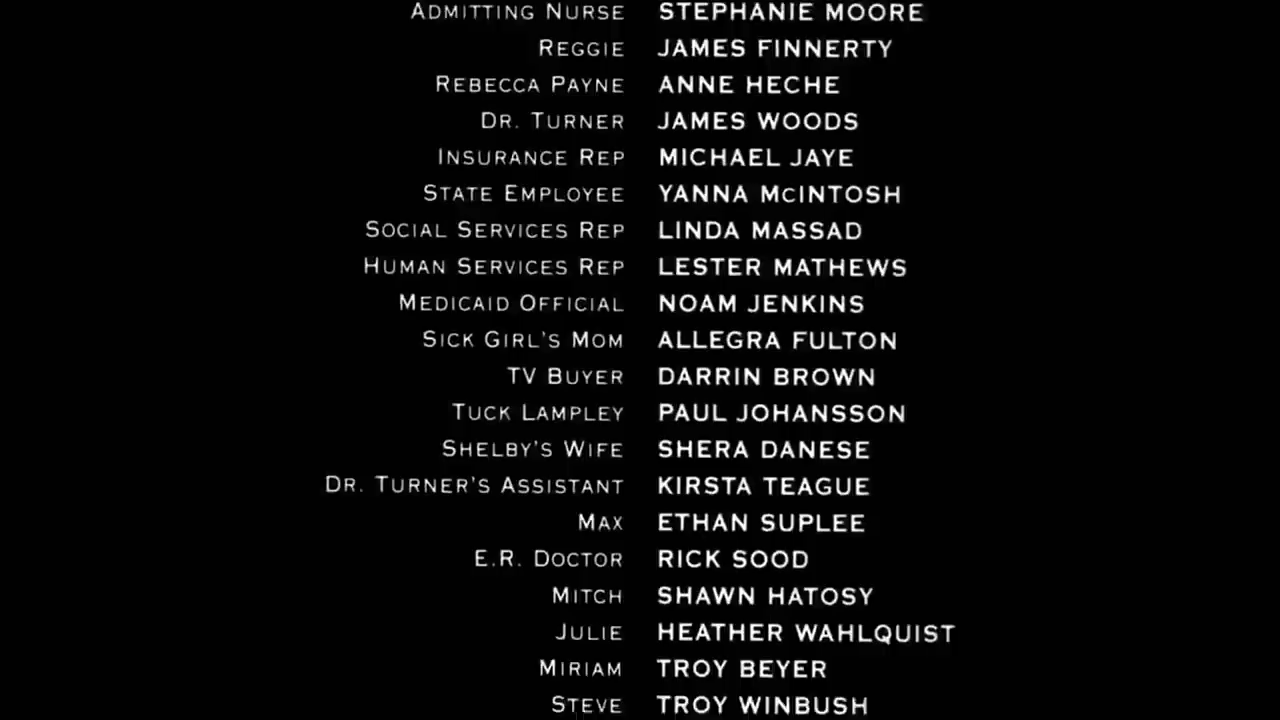 ADMITTING NURSE STEPHANIE MOORE
REGGIE JAMES FINNERTY
REBECCA PAYNE ANNE HECHE
DR. TURNER JAMES WOODS
INSURANCE REP MICHAEL JAYE
STATE EMPLOYEE YANNA McINTOSH
SOCIAL SERVICES REP LINDA MASSAD
HUMAN SERVICES REP LESTER MATHEWS
MEDICAID OFFICIAL NOAM JENKINS
SICK GIRL'S MOM ALLEGRA FULTON
TV BUYER DARRIN BROWN
TUCK LAMPLEY PAUL JOHANSSON
SHELBY'S WIFE SHERA DANESE
DR. TURNER'S ASSISTANT KIRSTA TEAGUE
MAX ETHAN SUPLEE
E.R. DOCTOR RICK SOOD
MITCH SHAWN HATOSY
JULIE HEATHER WAHLQUIST
MIRIAM TROY BEYER
STEVE TROY WINBUSH